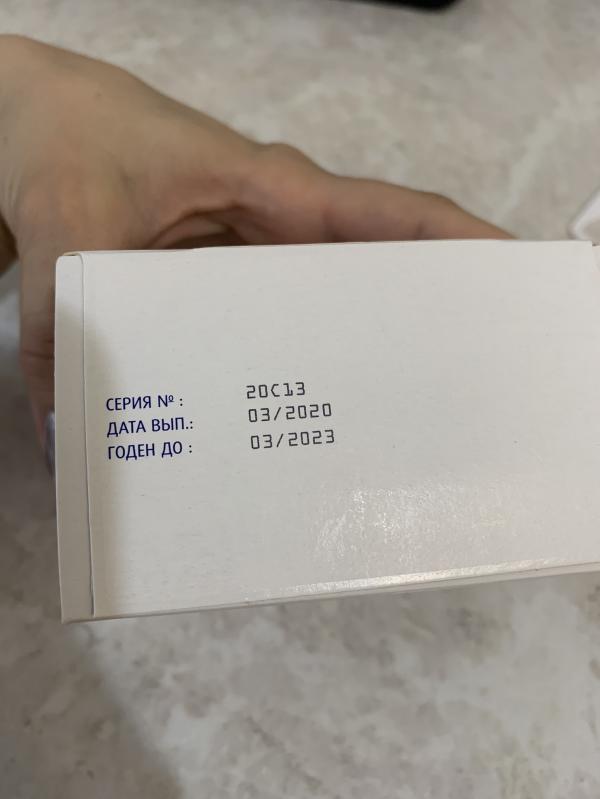 СЕРИЯ № : 20C13
ДАТА ВЫП.: 03/2020
ГОДЕН ДО : 03/2023